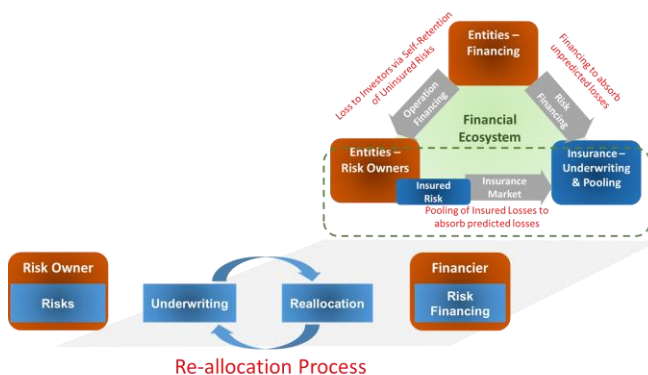 Entities –
Financing
Loss to Investors via Self-Retention
of Uninsured Risks
Financing to absorb
unpredicted losses
Operation
Financing
Risk
Financing
Financial
Ecosystem
Entities –
Risk Owners
Insurance –
Underwriting
& Pooling
Insured
Risk
Insurance
Market
Pooling of Insured Losses to
absorb predicted losses
Risk Owner
Risks
Underwriting
Reallocation
Financier
Risk
Financing
Re-allocation Process